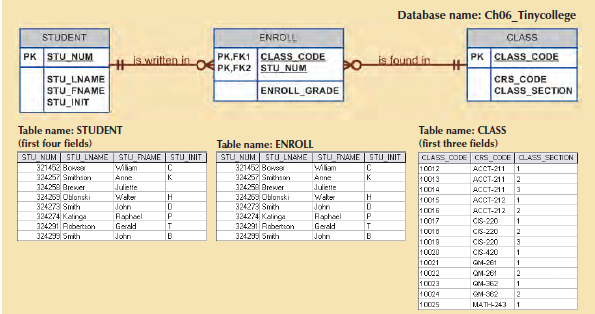 Database name: Ch06_Tinycollege
STUDENT
PK STU_NUM
STU_LNAME
STU_FNAME
STU_INIT
is written in
ENROLL
PK,FK1 CLASS_CODE
PK,FK2 STU_NUM
ENROLL_GRADE
is found in
CLASS
PK CLASS_CODE
CRS_CODE
CLASS_SECTION
Table name: STUDENT
(first four fields)
STU_NUM STU_LNAME STU_FNAME STU_INIT
321452 Bowser William C
324257 Smithson Anne K
324258 Brewer Juliette
324269 Oblonski Walter H
324273 Smith John D
324274 Katinga Raphael P
324291 Robertson Gerald T
324299 Smith John B
Table name: ENROLL
STU_NUM STU_LNAME STU_FNAME STU_INIT
321452 Bowser William C
324257 Smithson Anne K
324258 Brewer Juliette
324269 Oblonski Walter H
324273 Smith John D
324274 Katinga Raphael P
324291 Robertson Gerald T
324299 Smith John B
Table name: CLASS
(first three fields)
CLASS_CODE CRS_CODE CLASS_SECTION
10012 ACCT-211 1
10013 ACCT-211 2
10014 ACCT-211 3
10015 ACCT-212 1
10016 ACCT-212 2
10017 CIS-220 1
10018 CIS-220 2
10019 CIS-220 3
10020 CIS-420 1
10021 QM-261 1
10022 QM-261 2
10023 QM-362 1
10024 QM-362 2
10025 MATH-243 1